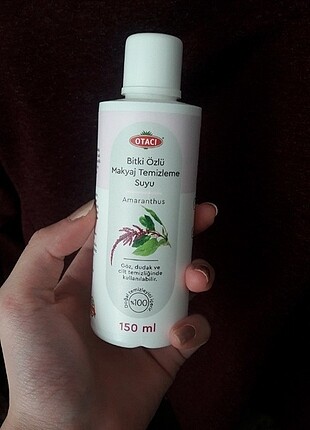 OTACI
Bitki Özlü
Makyaj Temizleme
Suyu
Amaranthus
Göz, dudak ve
cilt temizliğinde
kullanılabilir.
%100
150 ml